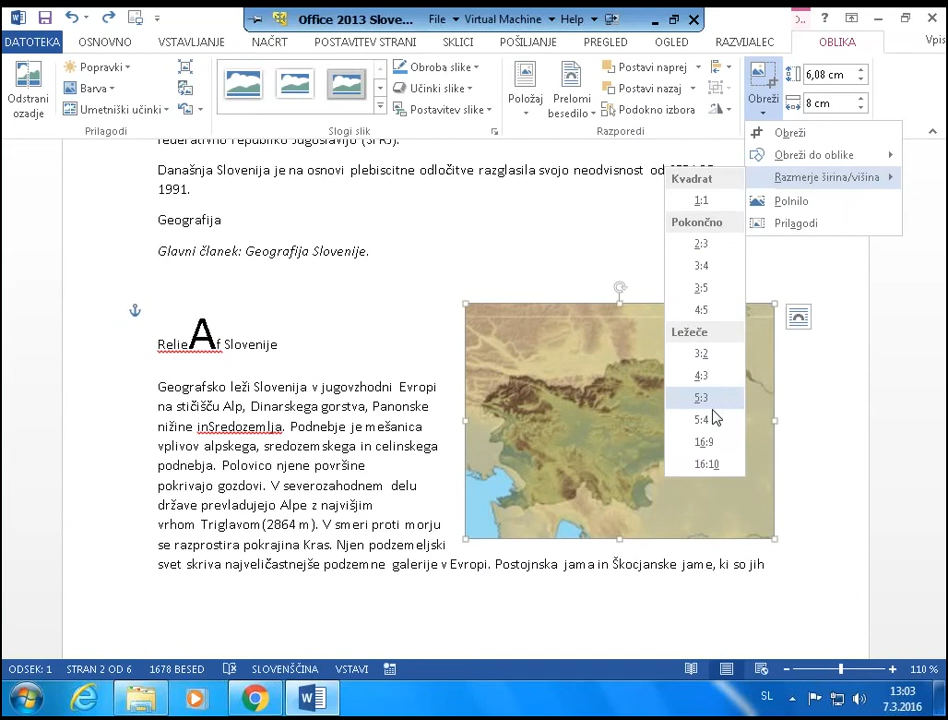 Office 2013 Slove...
File
Virtual Machine
Help
DATOTEKA
OSNOVNO
VSTAVLJANJE
NAČRT
POSTAVITEV STRANI
SKLICI
POŠILJANJE
PREGLED
OGLED
RAZVIJALEC
OBLIKA
Vpis
Odstrani ozadje
Popravki
Barva
Umetniški učinki
Prilagodi
Slogi slik
Obroba slike
Učinki slike
Postavitev slike
Položaj
Prelomi besedilo
Postavi naprej
Postavi nazaj
Podokno izbora
Razporedi
Obreži
6,08 cm
8 cm
Obreži
Obreži do oblike
Razmerje širina/višina
Polnilo
Prilagodi
Kvadrat
1:1
Pokončno
2:3
3:4
3:5
4:5
Ležeče
3:2
4:3
5:3
5:4
16:9
16:10
federativno republiko Jugoslavijo (SFRJ).
Današnja Slovenija je na osnovi plebiscitne odločitve razglasila svojo neodvisnost od
1991.
Geografija
Glavni članek: Geografija Slovenije.
RelieAf Slovenije
Geografsko leži Slovenija v jugovzhodni Evropi
na stičišču Alp, Dinarskega gorstva, Panonske
nižine inSredozemlja. Podnebje je mešanica
vplivov alpskega, sredozemskega in celinskega
podnebja. Polovico njene površine
pokrivajo gozdovi. V severozahodnem delu
države prevladujejo Alpe z najvišjim
vrhom Triglavom(2864 m). V smeri proti morju
se razprostira pokrajina Kras. Njen podzemeljski
svet skriva najveličastnejše podzemne galerije v Evropi. Postojnska jama in Škocjanske jame, ki so jih
ODSEK: 1
STRAN 2 OD 6
1678 BESED
SLOVENŠČINA
VSTAVI
110 %
SL
13:03
7.3.2016